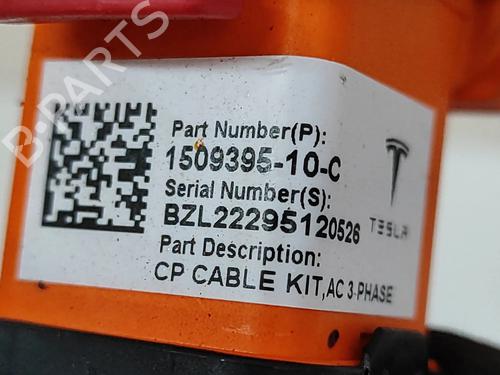 B-PARTS
Part Number(P):
1509395-10-C
Serial Number(S):
BZL22295120526
TESLA
Part Description:
CP CABLE KIT,AC 3-PHASE